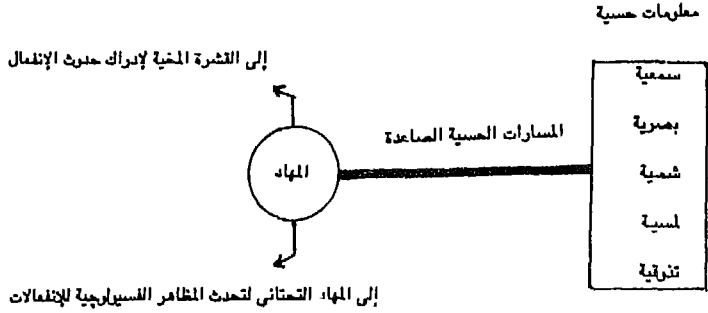 معلومات حسية
سمعية
بصرية
شمية
لمسية
تذوقية
المسارات الحسية الصاعدة
إلى القشرة المخية لإدراك حدوث الإنفعال
المهاد
إلى المهاد التحتاني لتحدث المظاهر الفسيولوجية للإنفعالات